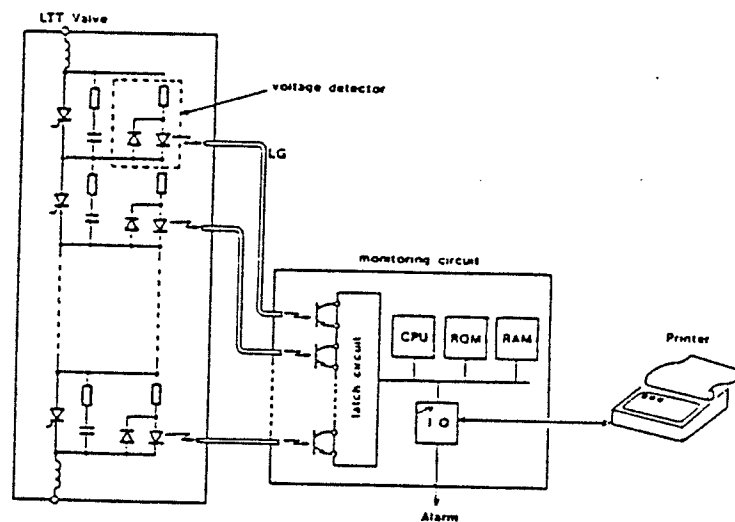 LTT Valve
voltage detector
LG
monitoring circuit
latch circuit
CPU
ROM
RAM
I O
Printer
Alarm